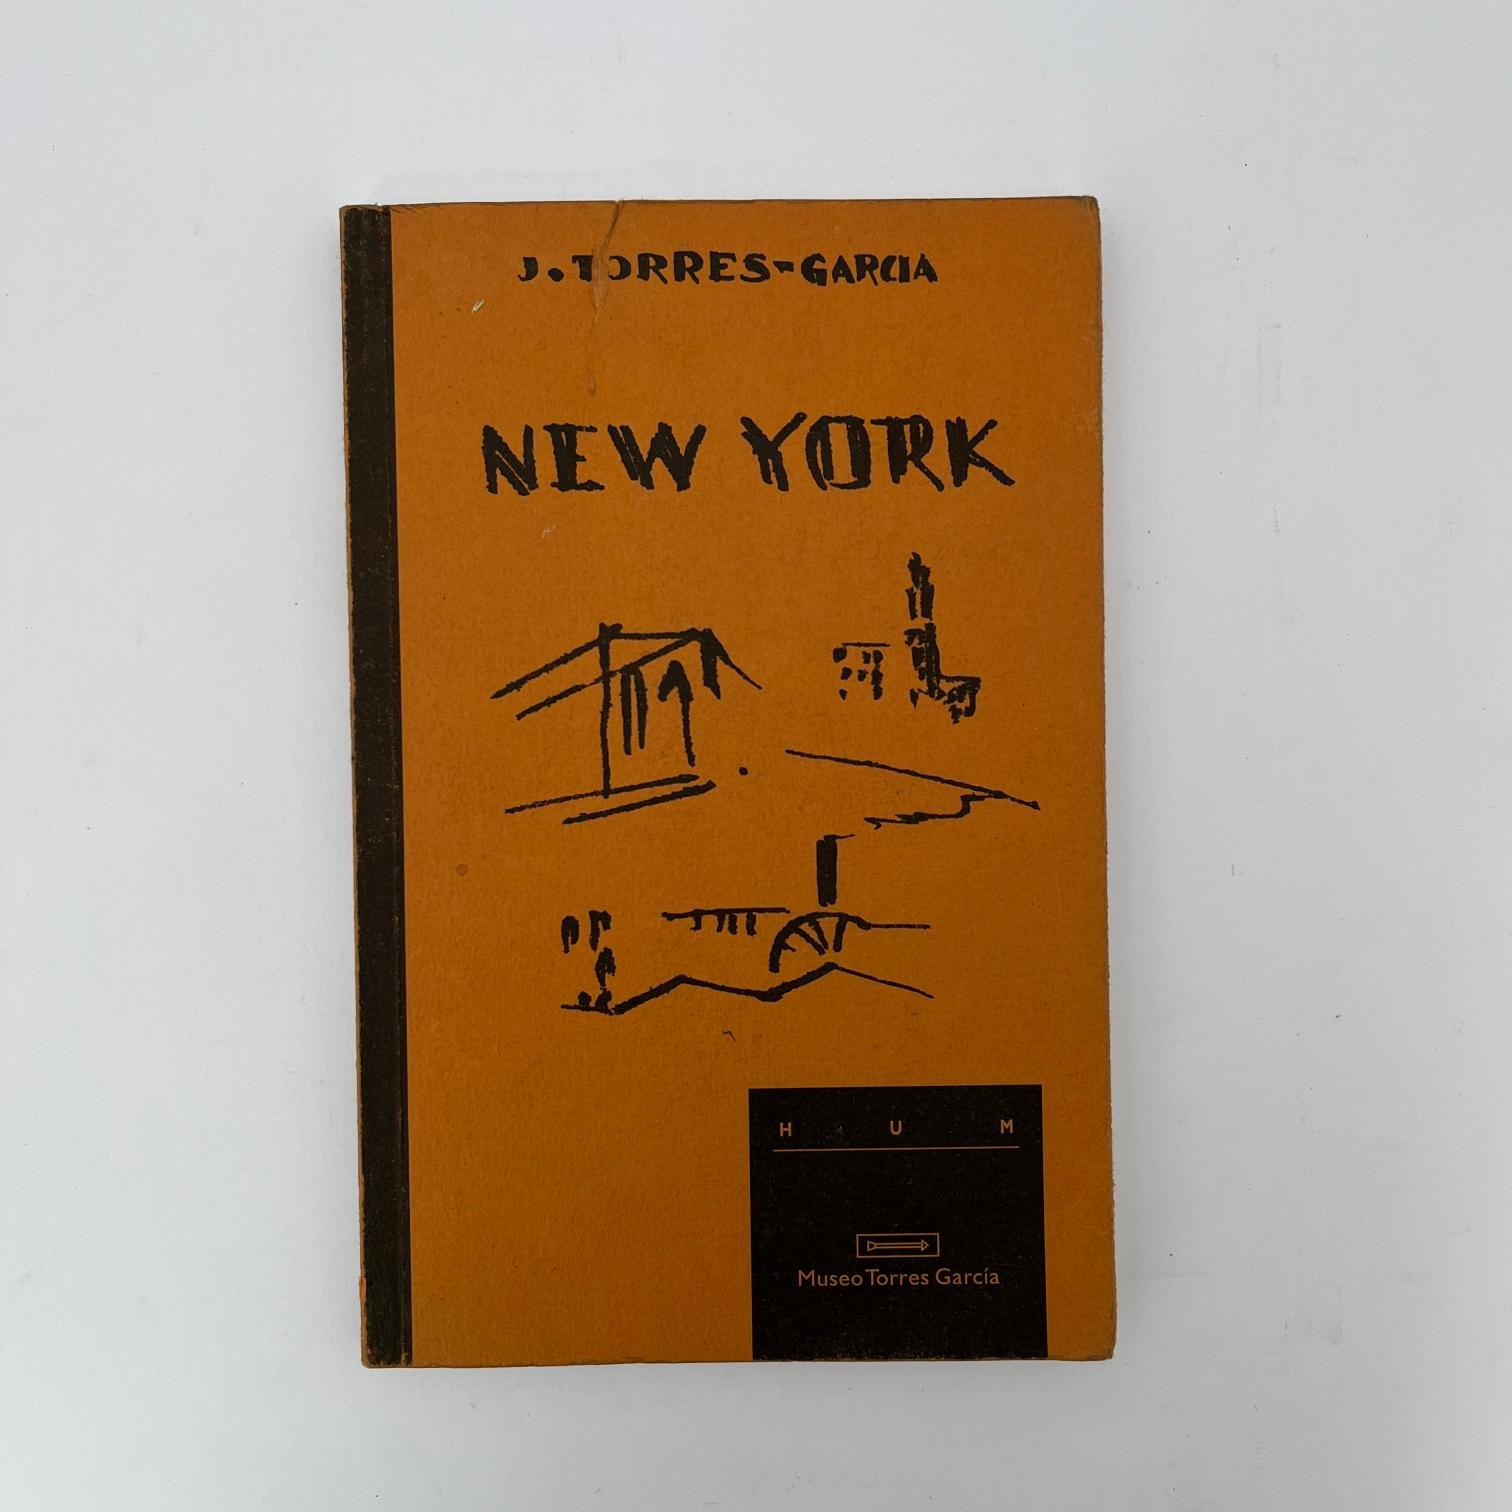 J. TORRES-GARCIA
NEW YORK
H U M
Museo Torres García